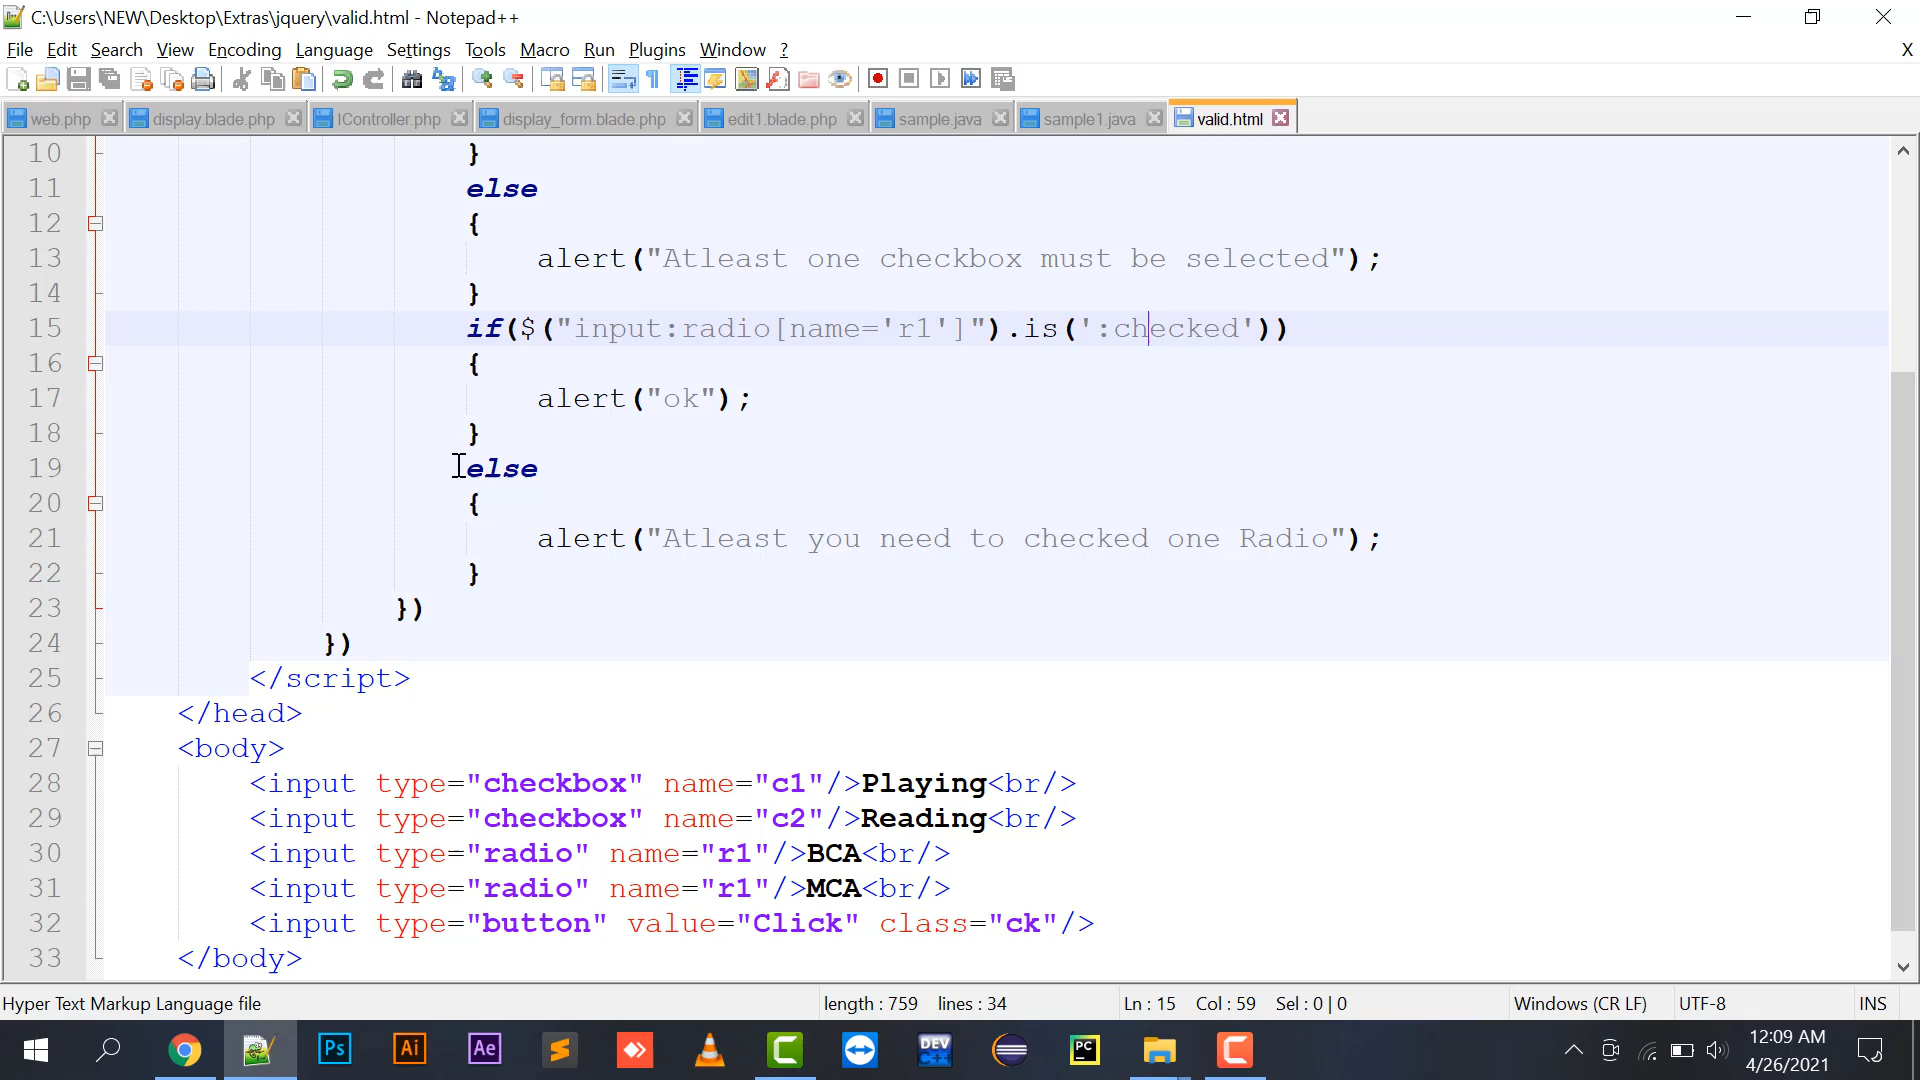 C:\Users\NEW\Desktop\Extras\jquery\valid.html - Notepad++
File Edit Search View Encoding Language Settings Tools Macro Run Plugins Window ? X
web.php display.blade.php IController.php display_form.blade.php edit1.blade.php sample.java sample1.java valid.html
10 }
11 else
12 {
13 alert("Atleast one checkbox must be selected");
14 }
15 if($("input:radio[name='r1']").is(':checked'))
16 {
17 alert("ok");
18 }
19 else
20 {
21 alert("Atleast you need to checked one Radio");
22 }
23 })
24 })
25 </script>
26 </head>
27 <body>
28 <input type="checkbox" name="c1"/>Playing<br/>
29 <input type="checkbox" name="c2"/>Reading<br/>
30 <input type="radio" name="r1"/>BCA<br/>
31 <input type="radio" name="r1"/>MCA<br/>
32 <input type="button" value="Click" class="ck"/>
33 </body>
Hyper Text Markup Language file length : 759 lines : 34 Ln : 15 Col : 59 Sel : 0 | 0 Windows (CR LF) UTF-8 INS
Ps Ai Ae DEV C++ PC 12:09 AM
4/26/2021